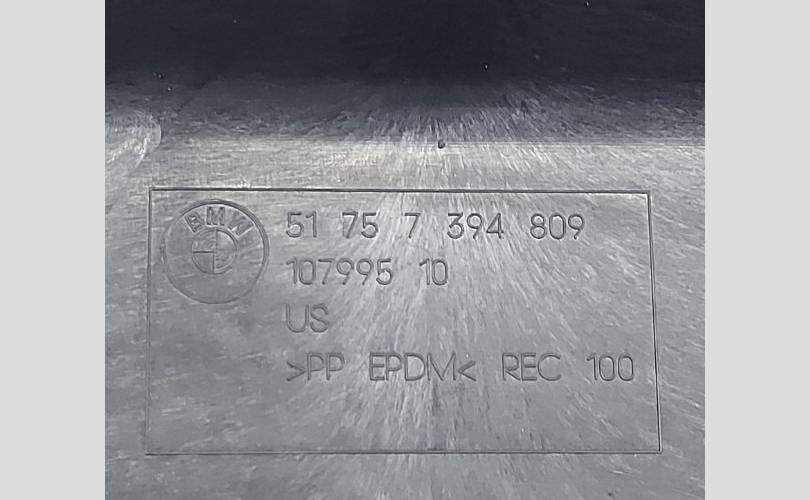 BMW
51 75 7 394 809
107995 10
US
>PP EPDM< REC 100